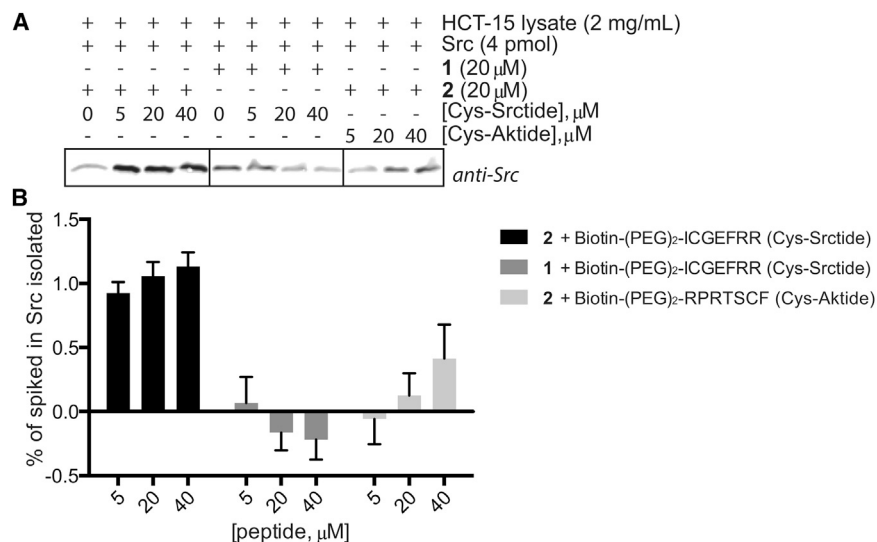 A
+ + + + + + + + + + + HCT-15 lysate (2 mg/mL)
+ + + + + + + + + + + Src (4 pmol)
- - - - + + + + - - - 1 (20 μM)
+ + + + - - - - + + + 2 (20 μM)
0 5 20 40 0 5 20 40 - - - [Cys-Srctide], μM
- - - - - - - - 5 20 40 [Cys-Aktide], μM
anti-Src
B
% of spiked in Src isolated
1.5
1.0
0.5
0.0
-0.5
5 20 40 5 20 40 5 20 40
[peptide, μM]
2 + Biotin-(PEG)2-ICGEFRR (Cys-Srctide)
1 + Biotin-(PEG)2-ICGEFRR (Cys-Srctide)
2 + Biotin-(PEG)2-RPRTSCF (Cys-Aktide)